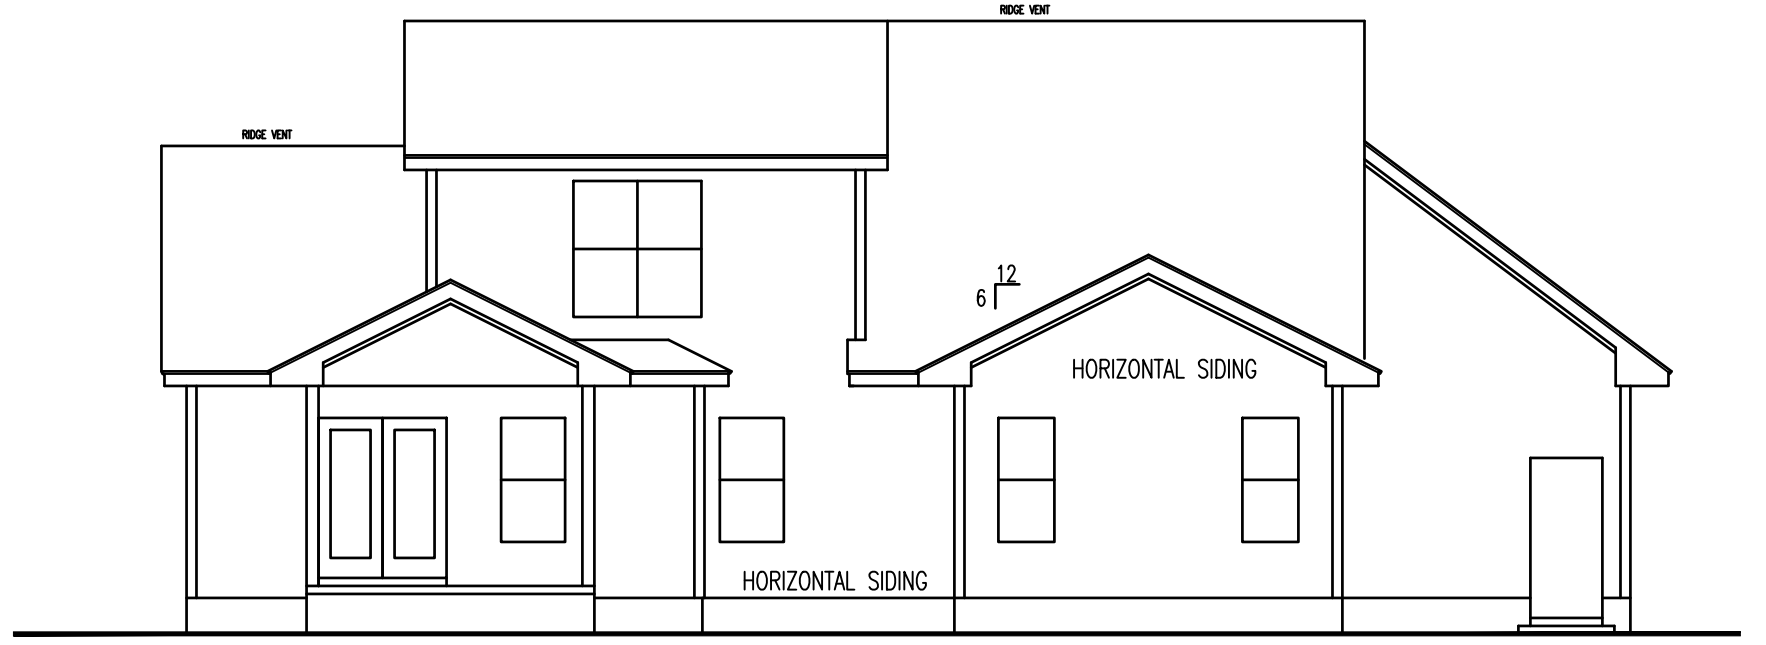 RIDGE VENT
RIDGE VENT
12
6
HORIZONTAL SIDING
HORIZONTAL SIDING